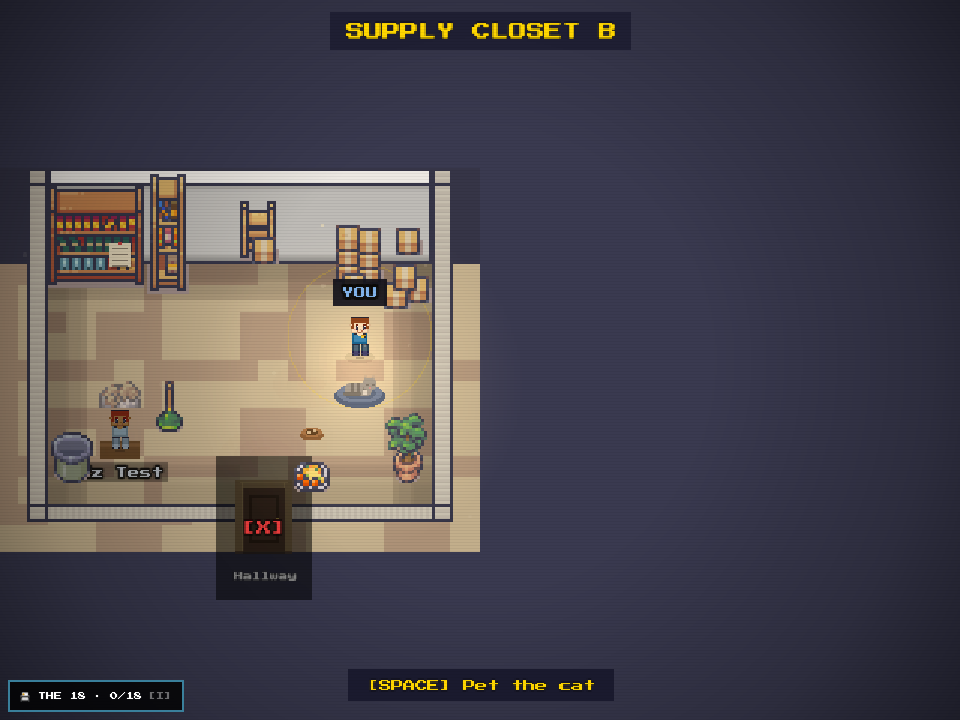 SUPPLY CLOSET B
YOU
z Test
[X]
Hallway
[SPACE] Pet the cat
THE 18 · 0/18 [I]